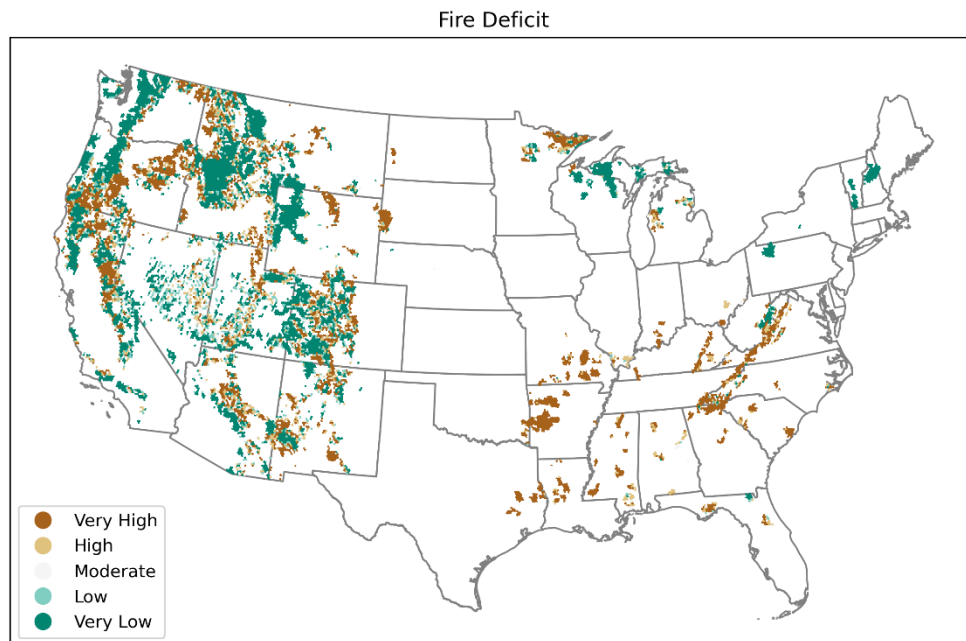 Fire Deficit
Very High
High
Moderate
Low
Very Low